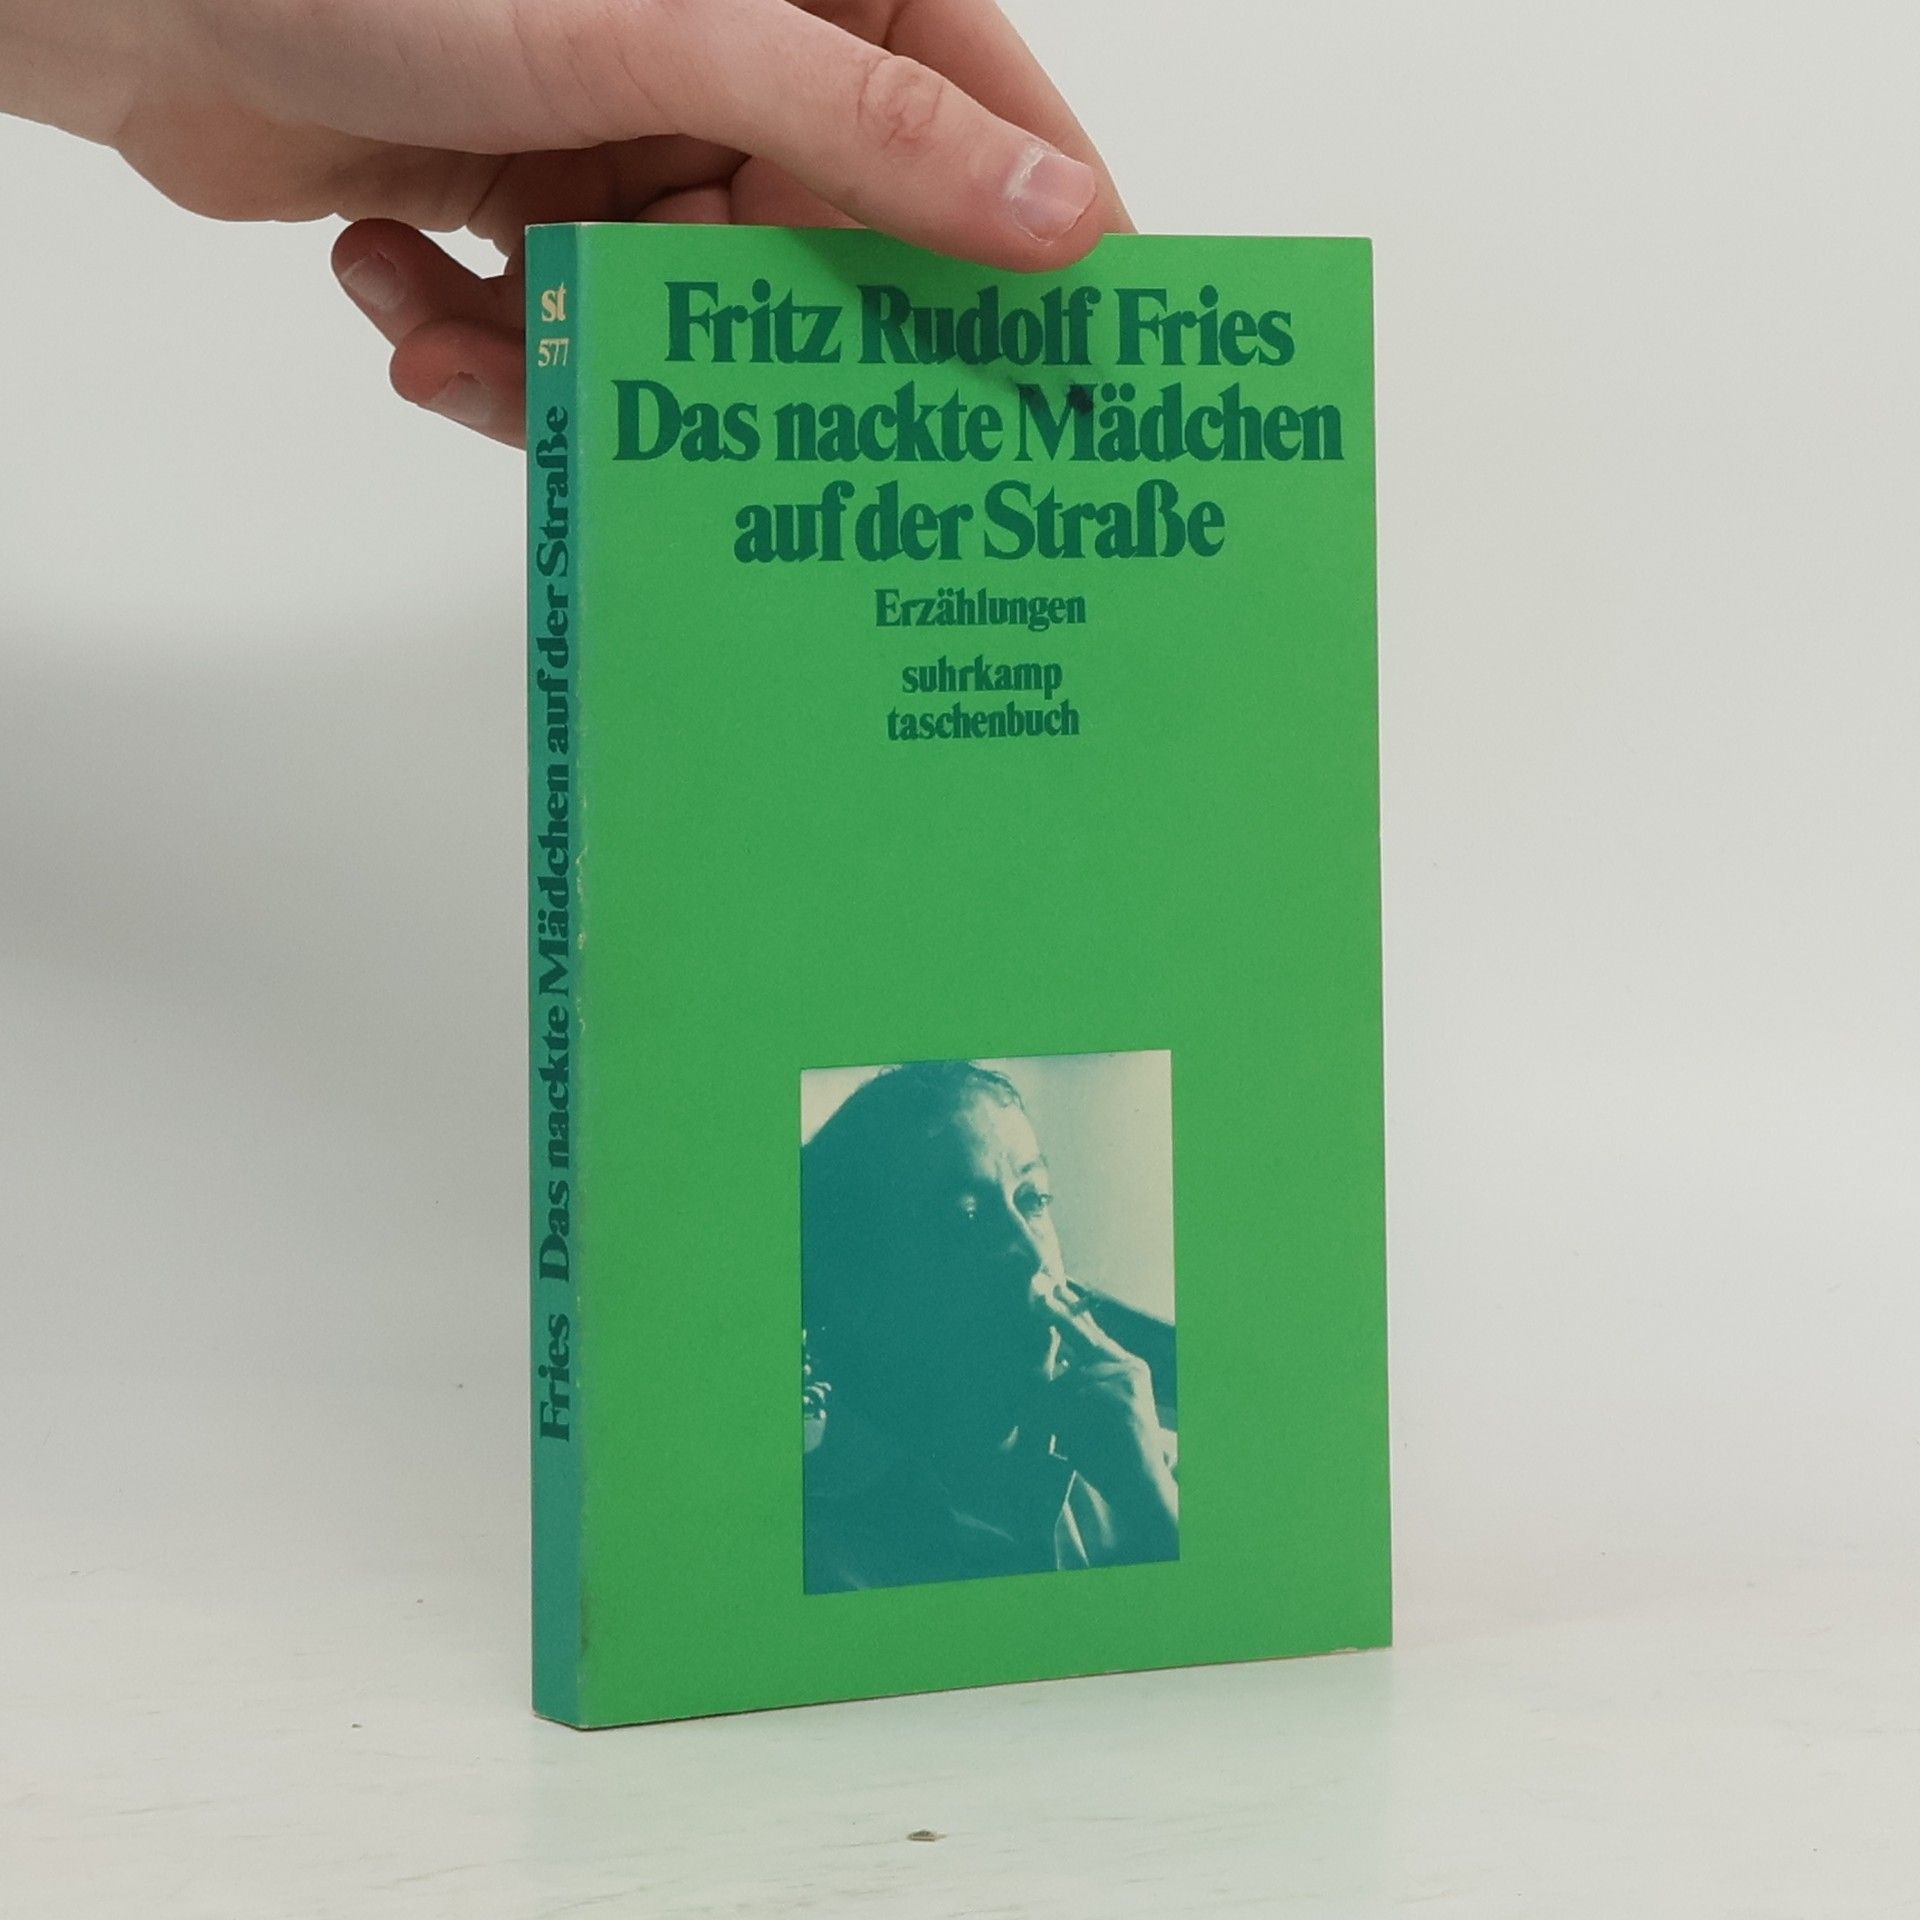 Fritz Rudolf Fries
Das nackte Mädchen
auf der Straße
Erzählungen
suhrkamp
taschenbuch
st
577
Fries Das nackte Mädchen auf der Straße